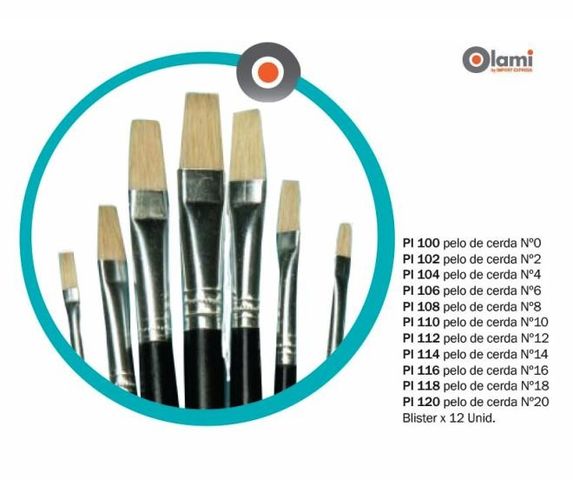 Olami
by IMPORT EXPRESS
PI 100 pelo de cerda Nº0
PI 102 pelo de cerda Nº2
PI 104 pelo de cerda Nº4
PI 106 pelo de cerda Nº6
PI 108 pelo de cerda Nº8
PI 110 pelo de cerda Nº10
PI 112 pelo de cerda Nº12
PI 114 pelo de cerda Nº14
PI 116 pelo de cerda Nº16
PI 118 pelo de cerda Nº18
PI 120 pelo de cerda Nº20
Blister x 12 Unid.